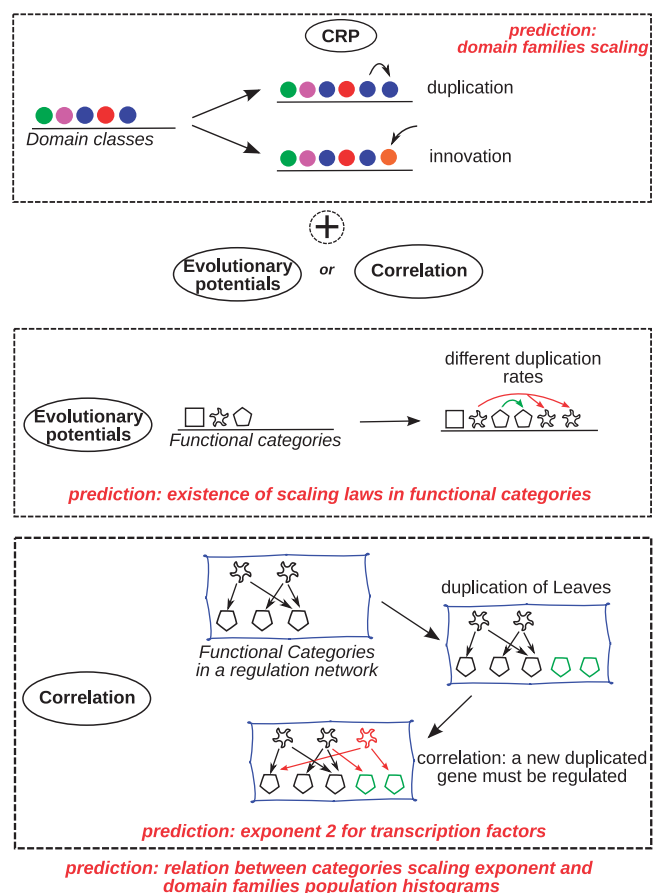 CRP
prediction:
domain families scaling
duplication
Domain classes
innovation
+
Evolutionary
potentials
or
Correlation
different duplication
rates
Evolutionary
potentials
Functional categories
prediction: existence of scaling laws in functional categories
duplication of Leaves
Functional Categories
in a regulation network
Correlation
correlation: a new duplicated
gene must be regulated
prediction: exponent 2 for transcription factors
prediction: relation between categories scaling exponent and
domain families population histograms